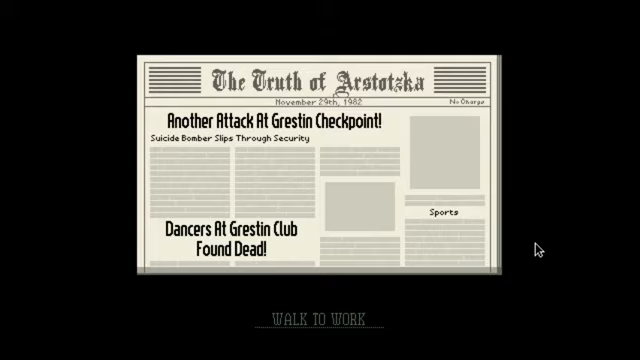 The Truth of Arstotzka
November 29th, 1982
No Charge
Another Attack At Grestin Checkpoint!
Suicide Bomber Slips Through Security
Sports
Dancers At Grestin Club
Found Dead!
WALK TO WORK